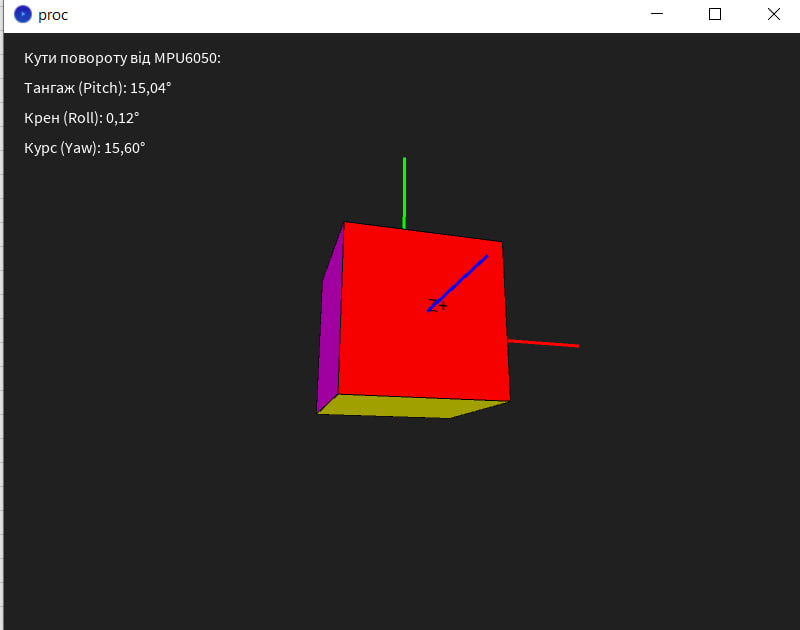 proc
Кути повороту від MPU6050:
Тангаж (Pitch): 15,04°
Крен (Roll): 0,12°
Курс (Yaw): 15,60°
Z+